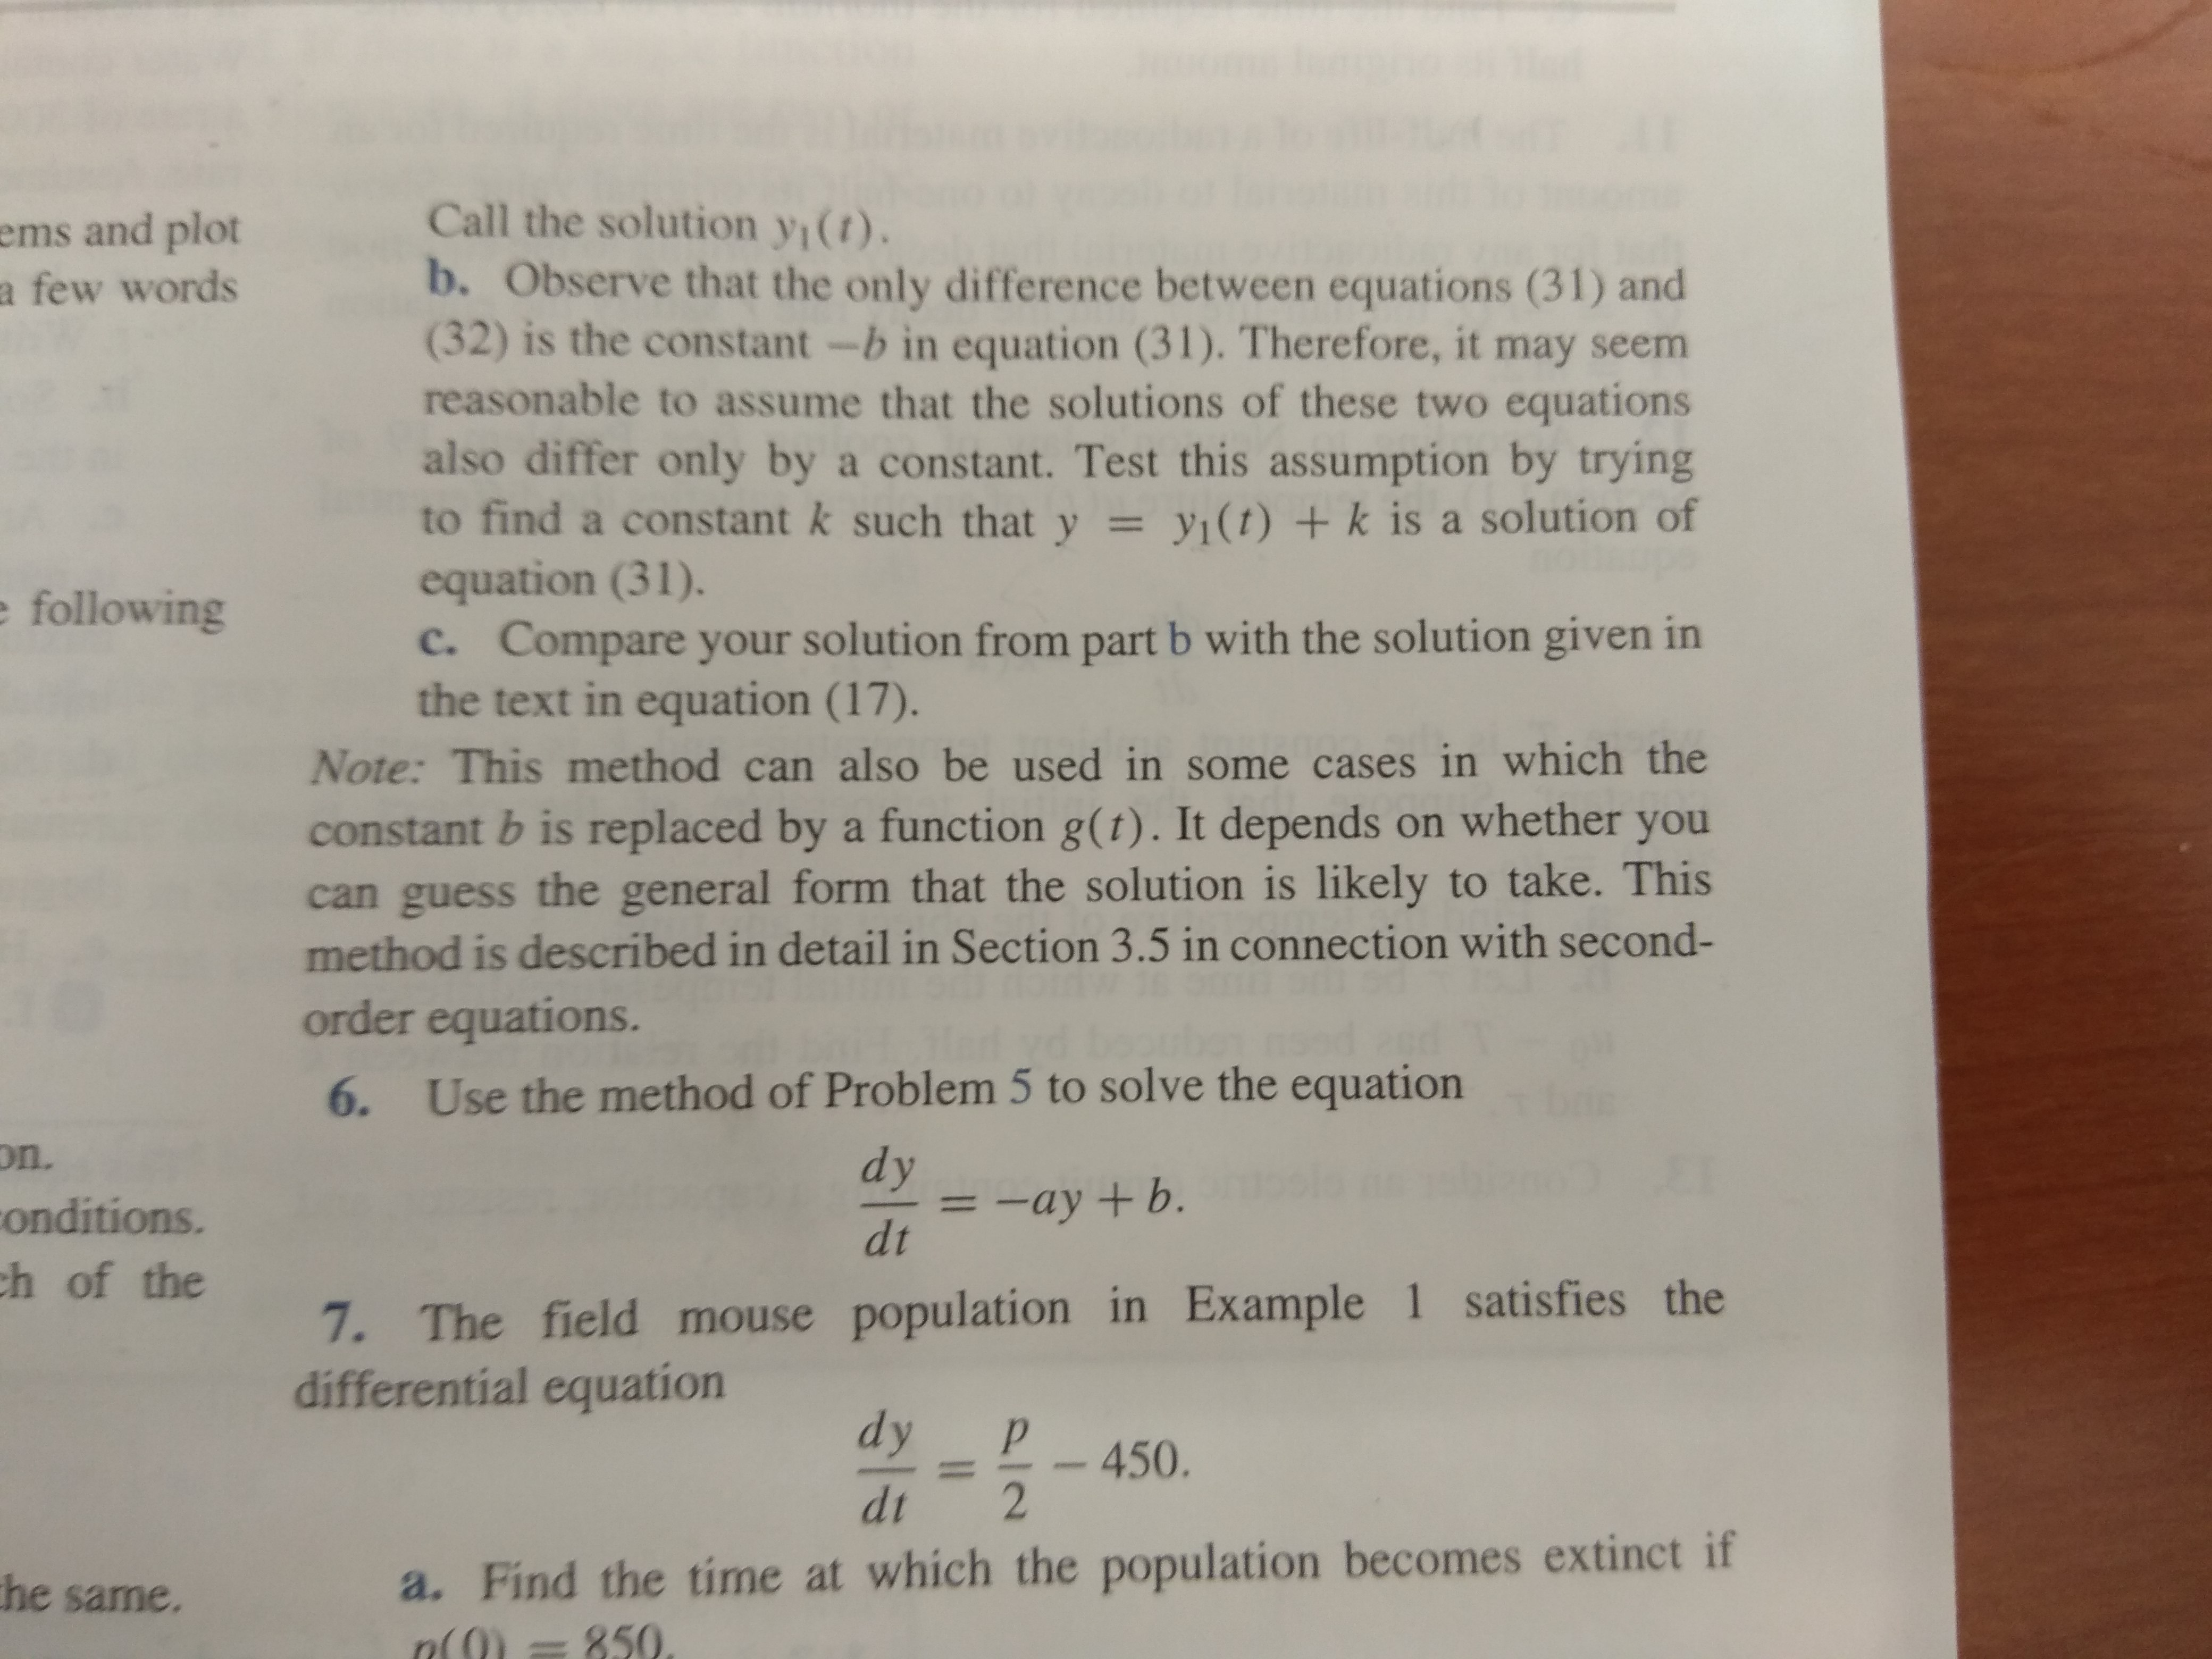 ems and plot
a few words
following
on.
conditions.
ch of the
the same.
Call the solution y₁(t).
b. Observe that the only difference between equations (31) and
(32) is the constant −b in equation (31). Therefore, it may seem
reasonable to assume that the solutions of these two equations
also differ only by a constant. Test this assumption by trying
to find a constant k such that y = y₁(t) + k is a solution of
equation (31).
c. Compare your solution from part b with the solution given in
the text in equation (17).
Note: This method can also be used in some cases in which the
constant b is replaced by a function g(t). It depends on whether you
can guess the general form that the solution is likely to take. This
method is described in detail in Section 3.5 in connection with second-
order equations.
6. Use the method of Problem 5 to solve the equation
dy/dt = −ay + b.
7. The field mouse population in Example 1 satisfies the
differential equation
dy/dt = p/2 − 450.
a. Find the time at which the population becomes extinct if
p(0) = 850.